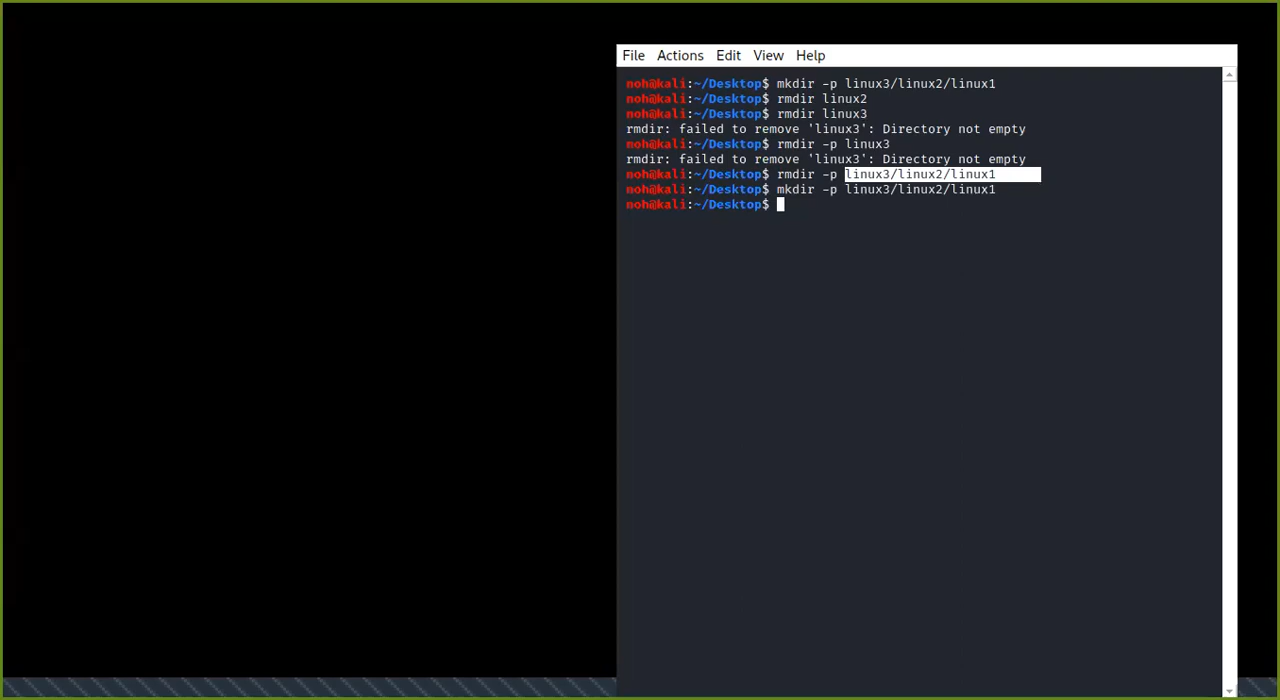 File Actions Edit View Help
noh@kali:~/Desktop$ mkdir -p linux3/linux2/linux1
noh@kali:~/Desktop$ rmdir linux2
noh@kali:~/Desktop$ rmdir linux3
rmdir: failed to remove 'linux3': Directory not empty
noh@kali:~/Desktop$ rmdir -p linux3
rmdir: failed to remove 'linux3': Directory not empty
noh@kali:~/Desktop$ rmdir -p linux3/linux2/linux1
noh@kali:~/Desktop$ mkdir -p linux3/linux2/linux1
noh@kali:~/Desktop$